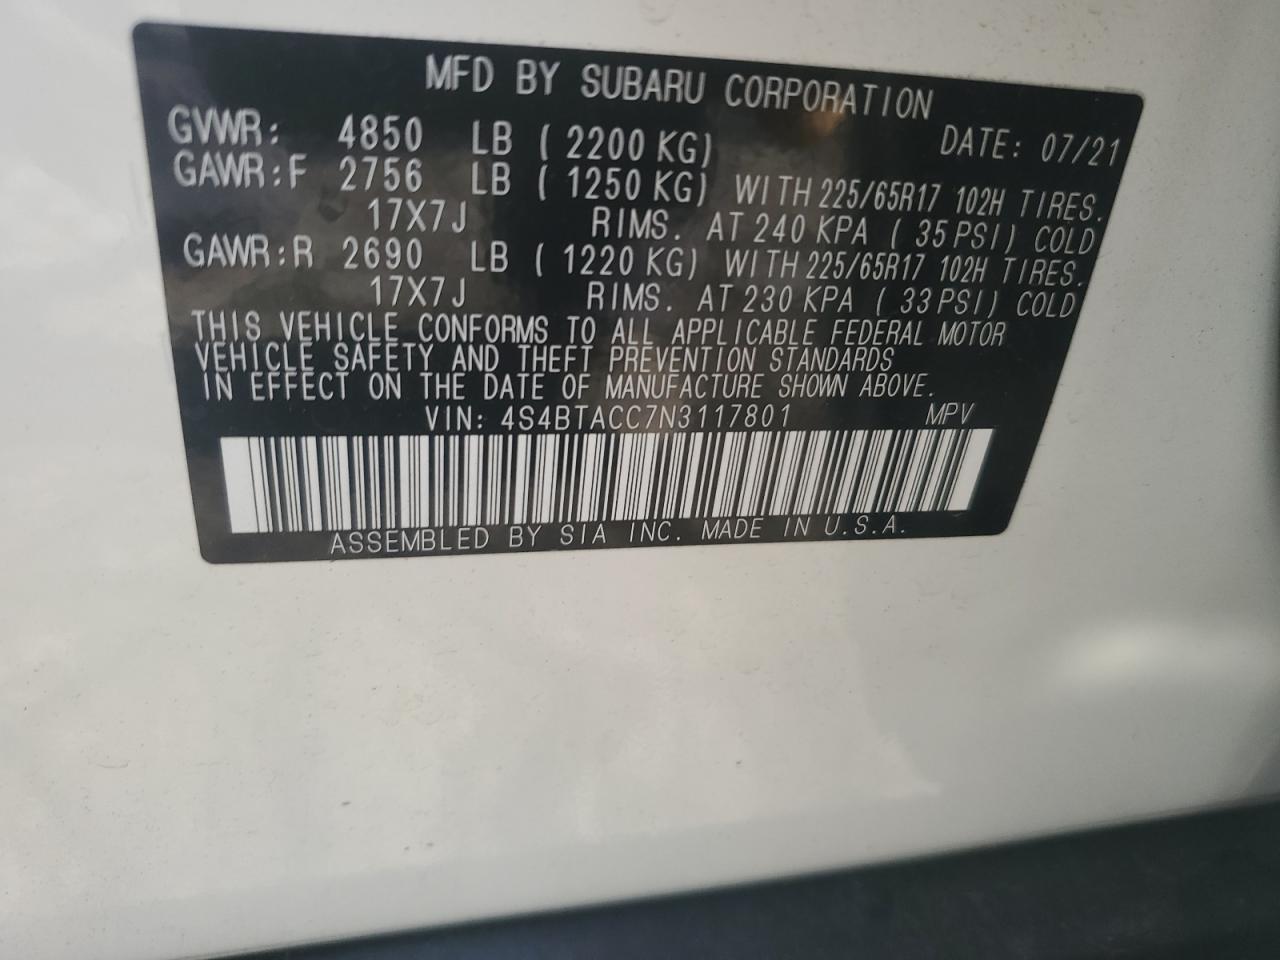 MFD BY SUBARU CORPORATION
GVWR: 4850 LB ( 2200 KG) DATE: 07/21
GAWR:F 2756 LB ( 1250 KG) WITH 225/65R17 102H TIRES.
17X7J RIMS. AT 240 KPA ( 35 PSI) COLD
GAWR:R 2690 LB ( 1220 KG) WITH 225/65R17 102H TIRES.
17X7J RIMS. AT 230 KPA ( 33 PSI) COLD
THIS VEHICLE CONFORMS TO ALL APPLICABLE FEDERAL MOTOR
VEHICLE SAFETY AND THEFT PREVENTION STANDARDS
IN EFFECT ON THE DATE OF MANUFACTURE SHOWN ABOVE.
VIN: 4S4BTACC7N3117801 MPV
ASSEMBLED BY SIA INC. MADE IN U.S.A.